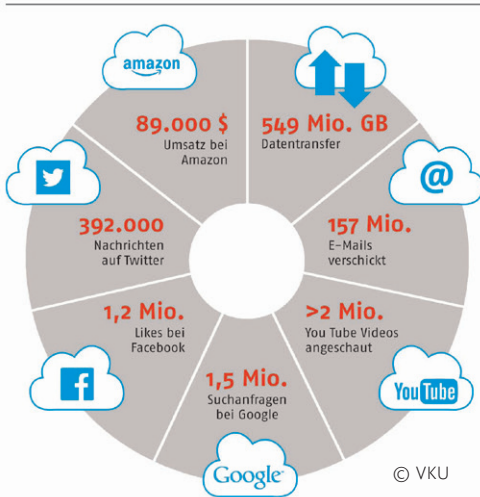 amazon
89.000 $
Umsatz bei
Amazon
549 Mio. GB
Datentransfer
@
157 Mio.
E-Mails
verschickt
>2 Mio.
You Tube Videos
angeschaut
YouTube
1,5 Mio.
Suchanfragen
bei Google
Google
1,2 Mio.
Likes bei
Facebook
f
392.000
Nachrichten
auf Twitter
© VKU